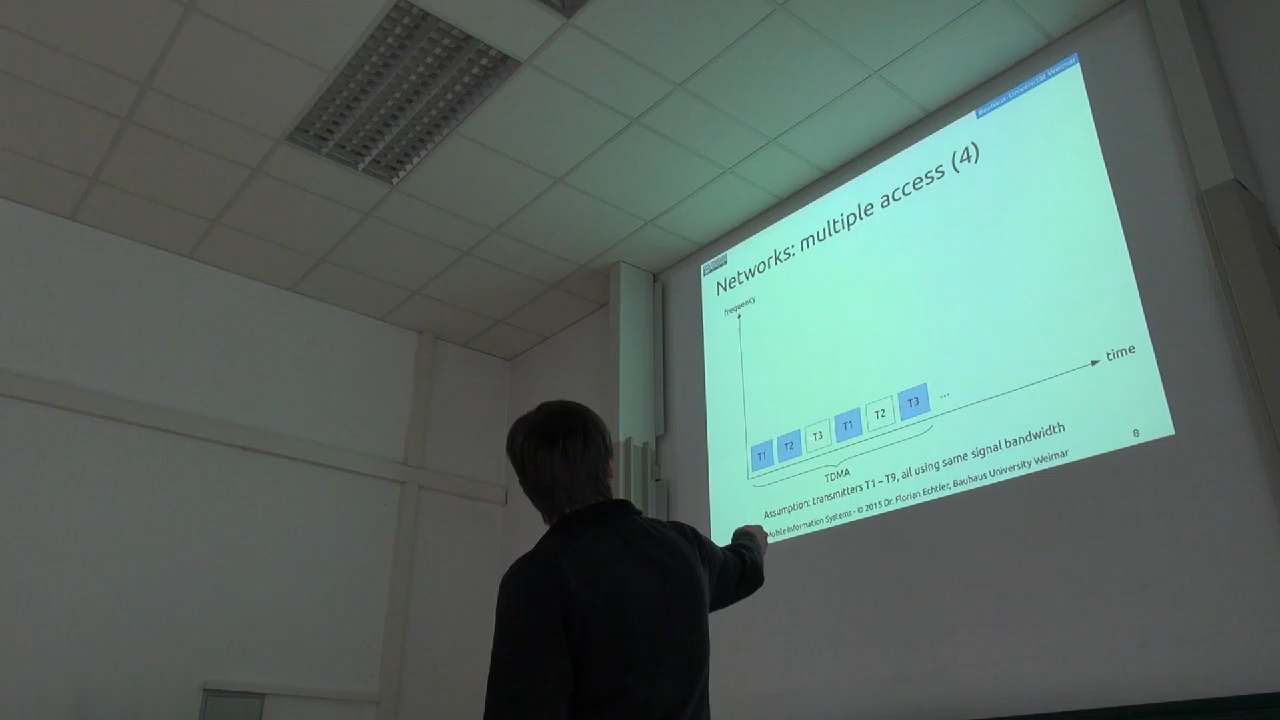 Bauhaus-Universität Weimar
Networks: multiple access (4)
frequency
time
T1 T2 T3 T1 T2 T3 ...
TDMA
Assumption: transmitters T1 – T9, all using same signal bandwidth
8
Mobile Information Systems - © 2015 Dr. Florian Echtler, Bauhaus University Weimar